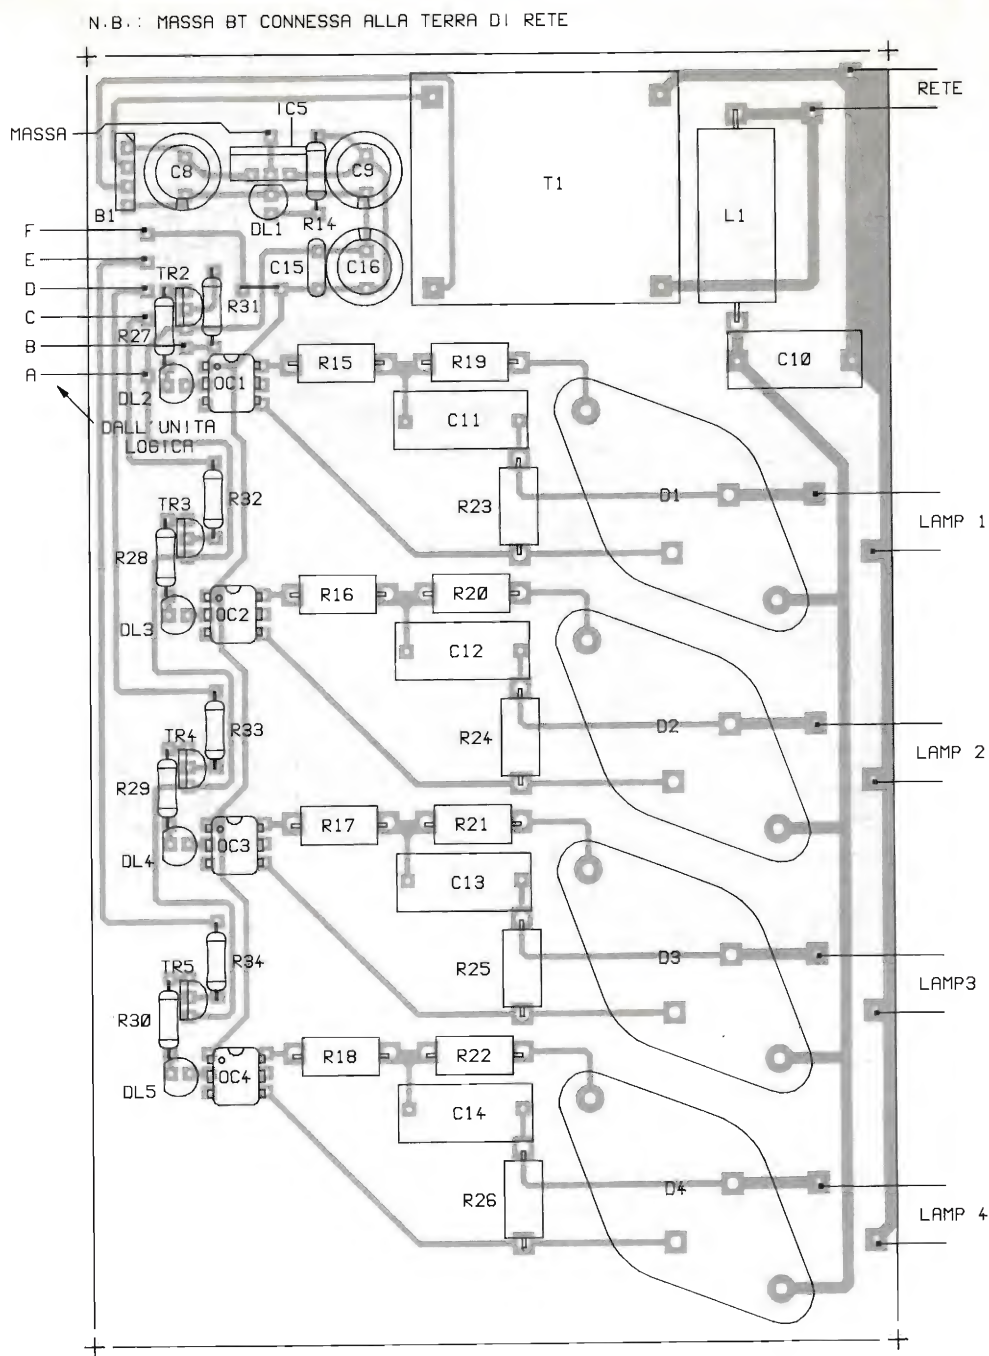 N.B.: MASSA BT CONNESSA ALLA TERRA DI RETE
RETE
IC5
MASSA
C8
C9
T1
L1
B1
DL1
R14
F
E
D
C
B
A
C15
C16
TR2
R31
R27
DL2
OC1
R15
R19
C10
C11
DALL'UNITA
LOGICA
R32
R23
D1
LAMP 1
TR3
R28
DL3
OC2
R16
R20
C12
R33
R24
D2
LAMP 2
TR4
R29
DL4
OC3
R17
R21
C13
R34
R25
D3
LAMP3
TR5
R30
DL5
OC4
R18
R22
C14
R26
D4
LAMP 4